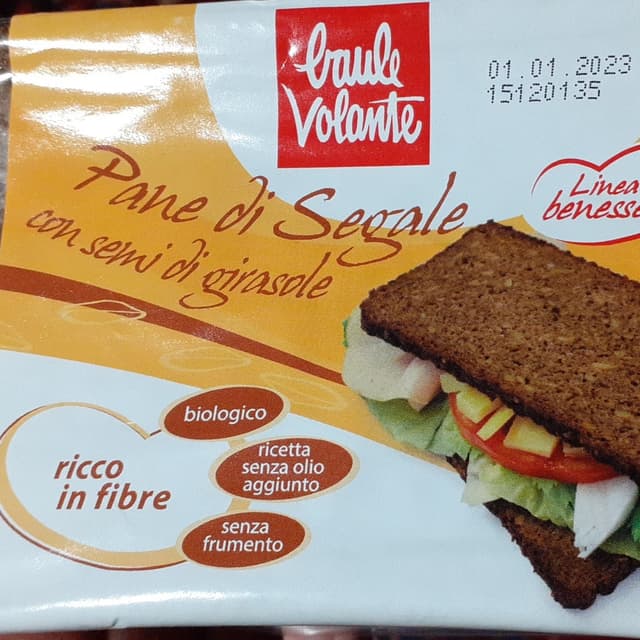 baule
Volante
01.01.2023
15120135
Pane di Segale
con semi di girasole
Linea
benesse
ricco
in fibre
biologico
ricetta
senza olio
aggiunto
senza
frumento